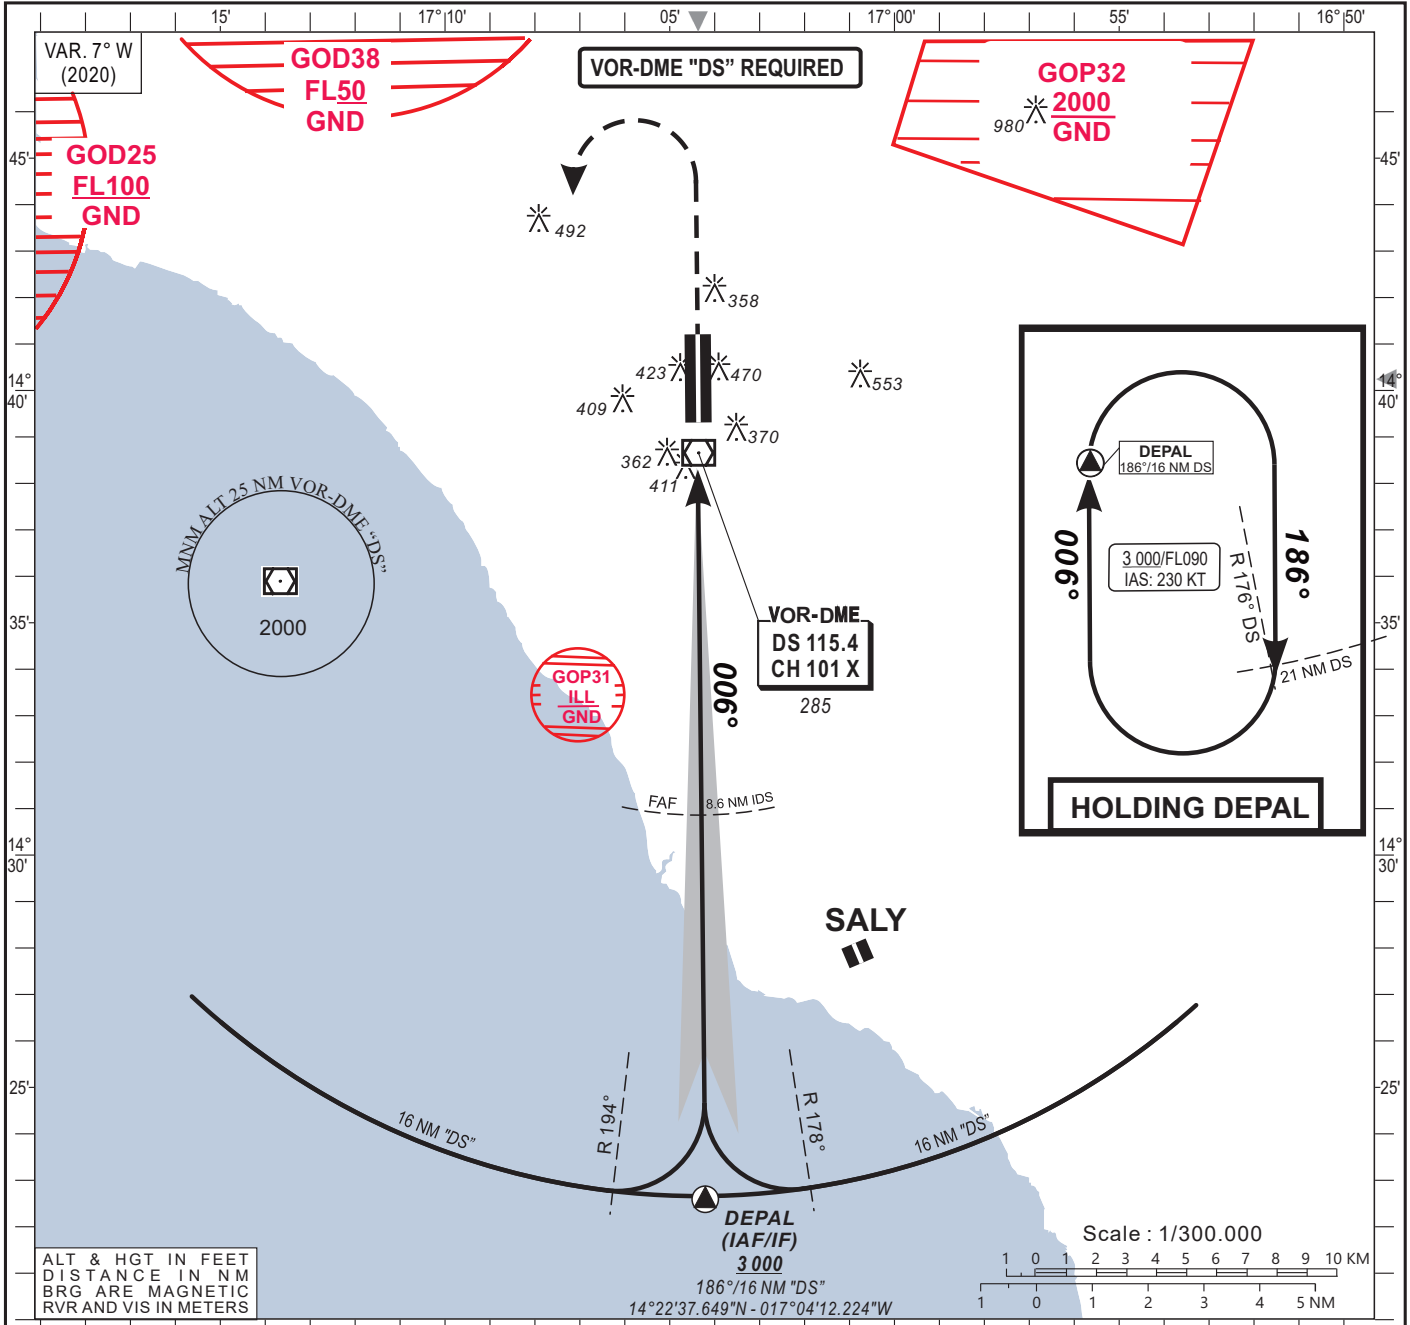 15'
17°10'
05'
17°00'
55'
16°50'
VAR. 7° W
(2020)
GOD38
FL50
GND
VOR-DME "DS” REQUIRED
GOP32
2000
GND
980
45'
45'
GOD25
FL100
GND
492
358
423
470
553
409
370
362
411
14°
40'
14°
40'
MNM ALT 25 NM VOR-DME “DS”
2000
DEPAL
186°/16 NM DS
006°
3 000/FL090
IAS: 230 KT
R 176° DS
186°
21 NM DS
HOLDING DEPAL
35'
35'
VOR-DME
DS 115.4
CH 101 X
285
GOP31
ILL
GND
006°
FAF
8.6 NM IDS
14°
30'
14°
30'
SALY
25'
25'
16 NM "DS”
R 194°
R 178°
16 NM "DS”
DEPAL
(IAF/IF)
3 000
186°/16 NM "DS”
14°22'37.649"N - 017°04'12.224"W
ALT & HGT IN FEET
DISTANCE IN NM
BRG ARE MAGNETIC
RVR AND VIS IN METERS
Scale : 1/300.000
1 0 1 2 3 4 5 6 7 8 9 10 KM
1 0 1 2 3 4 5 NM